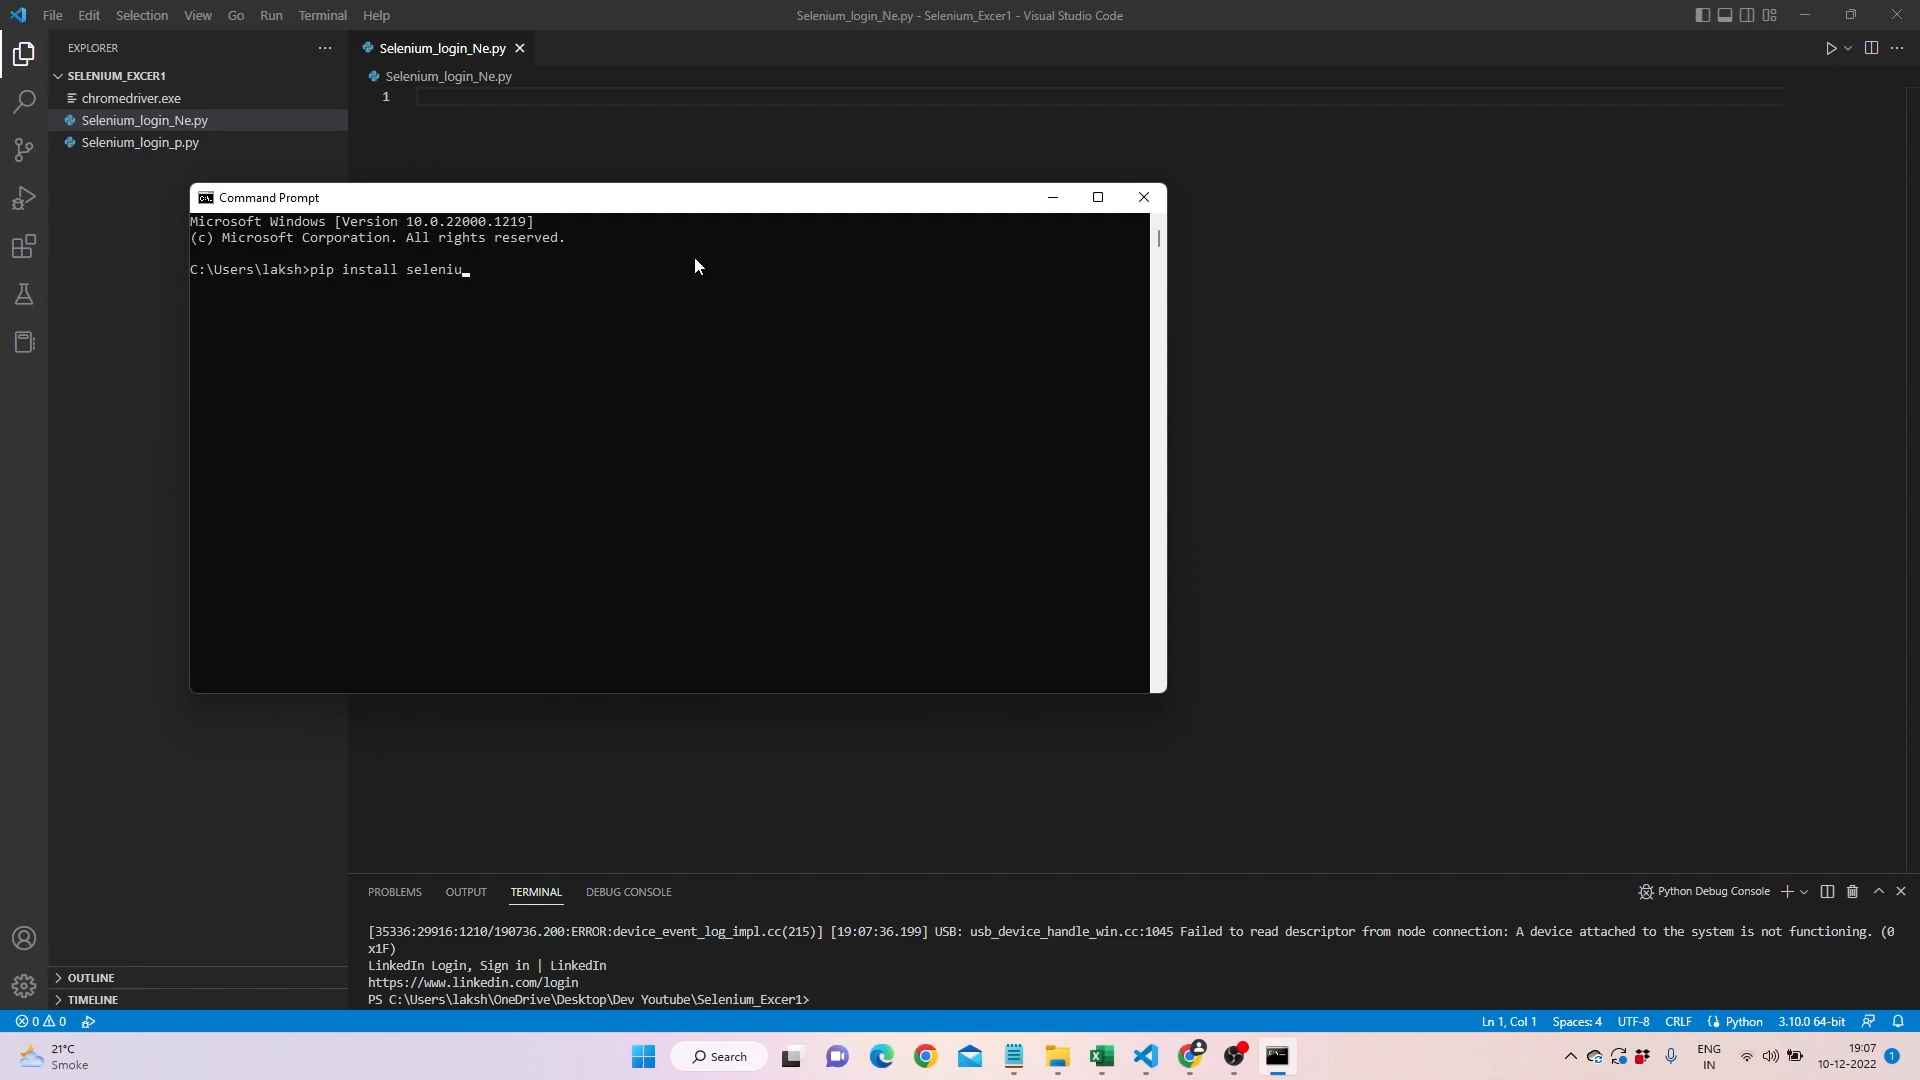 File Edit Selection View Go Run Terminal Help
Selenium_login_Ne.py - Selenium_Excer1 - Visual Studio Code
EXPLORER
Selenium_login_Ne.py
SELENIUM_EXCER1
Selenium_login_Ne.py
chromedriver.exe
1
Selenium_login_Ne.py
Selenium_login_p.py
Command Prompt
Microsoft Windows [Version 10.0.22000.1219]
(c) Microsoft Corporation. All rights reserved.
C:\Users\laksh>pip install seleniu
PROBLEMS OUTPUT TERMINAL DEBUG CONSOLE
Python Debug Console
[35336:29916:1210/190736.200:ERROR:device_event_log_impl.cc(215)] [19:07:36.199] USB: usb_device_handle_win.cc:1045 Failed to read descriptor from node connection: A device attached to the system is not functioning. (0
x1F)
LinkedIn Login, Sign in | LinkedIn
https://www.linkedin.com/login
PS C:\Users\laksh\OneDrive\Desktop\Dev Youtube\Selenium_Excer1>
OUTLINE
TIMELINE
0 0
Ln 1, Col 1 Spaces: 4 UTF-8 CRLF Python 3.10.0 64-bit
21°C
Smoke
Search
ENG
IN
19:07
10-12-2022
1